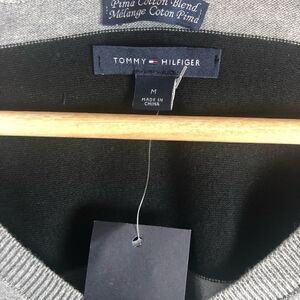 Pima Cotton Blend
Mélange Coton Pima
TOMMY HILFIGER
M
MADE IN
CHINA